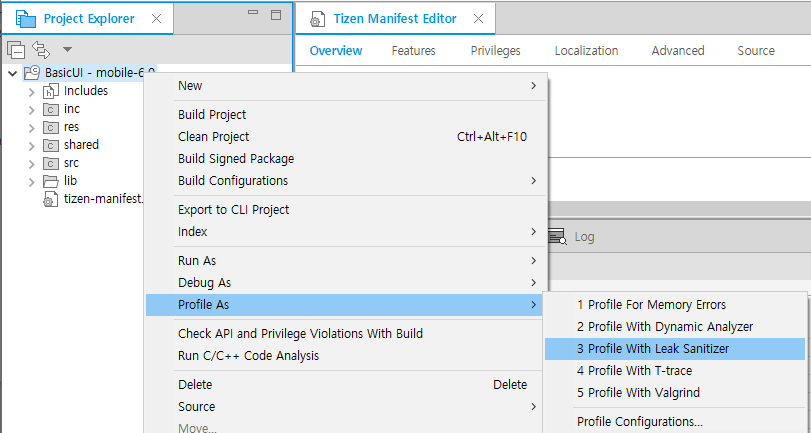 Project Explorer
Tizen Manifest Editor
Overview Features Privileges Localization Advanced Source
BasicUI - mobile-6.0
Includes
inc
res
shared
src
lib
tizen-manifest.
New
Build Project
Clean Project Ctrl+Alt+F10
Build Signed Package
Build Configurations
Export to CLI Project
Index
Run As
Debug As
Profile As
Check API and Privilege Violations With Build
Run C/C++ Code Analysis
Delete Delete
Source
Move...
Log
1 Profile For Memory Errors
2 Profile With Dynamic Analyzer
3 Profile With Leak Sanitizer
4 Profile With T-trace
5 Profile With Valgrind
Profile Configurations...